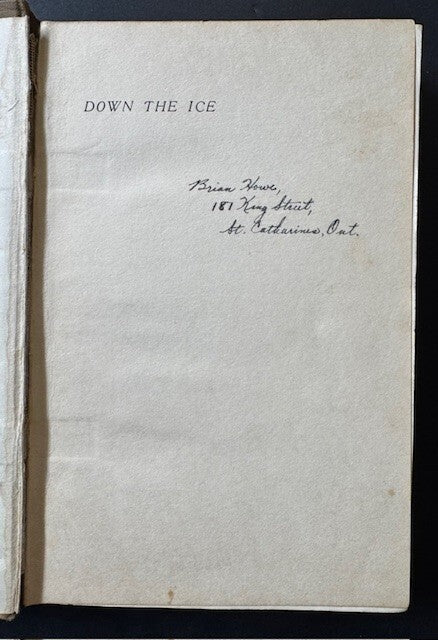 DOWN THE ICE
Brian Howe,
181 King Street,
St. Catharines, Ont.